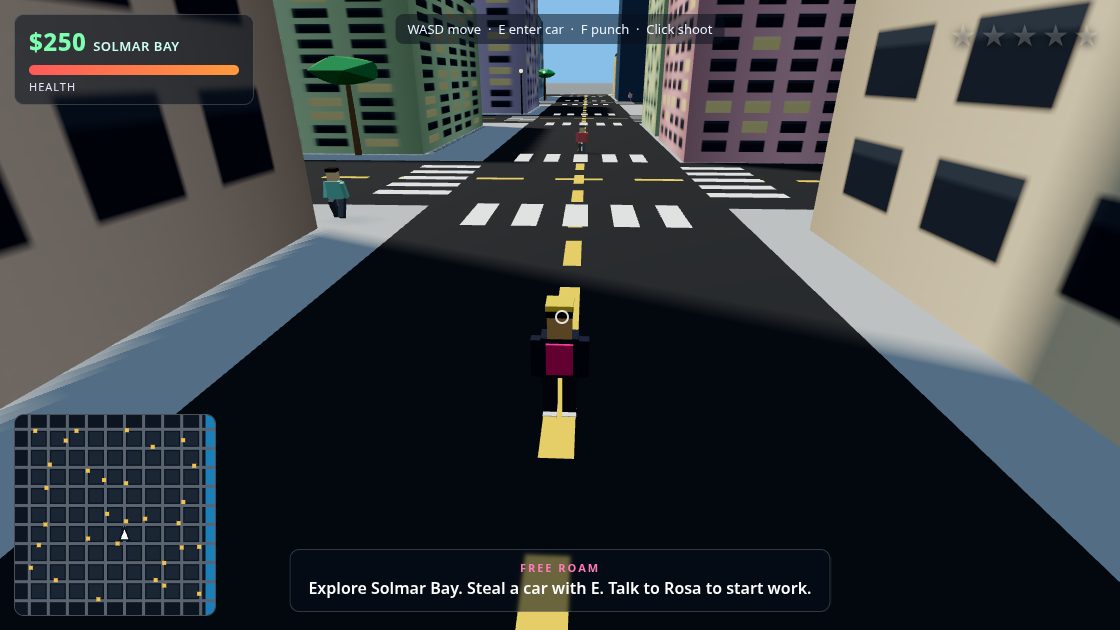 $250 SOLMAR BAY
HEALTH
WASD move · E enter car · F punch · Click shoot
★★★★★
FREE ROAM
Explore Solmar Bay. Steal a car with E. Talk to Rosa to start work.